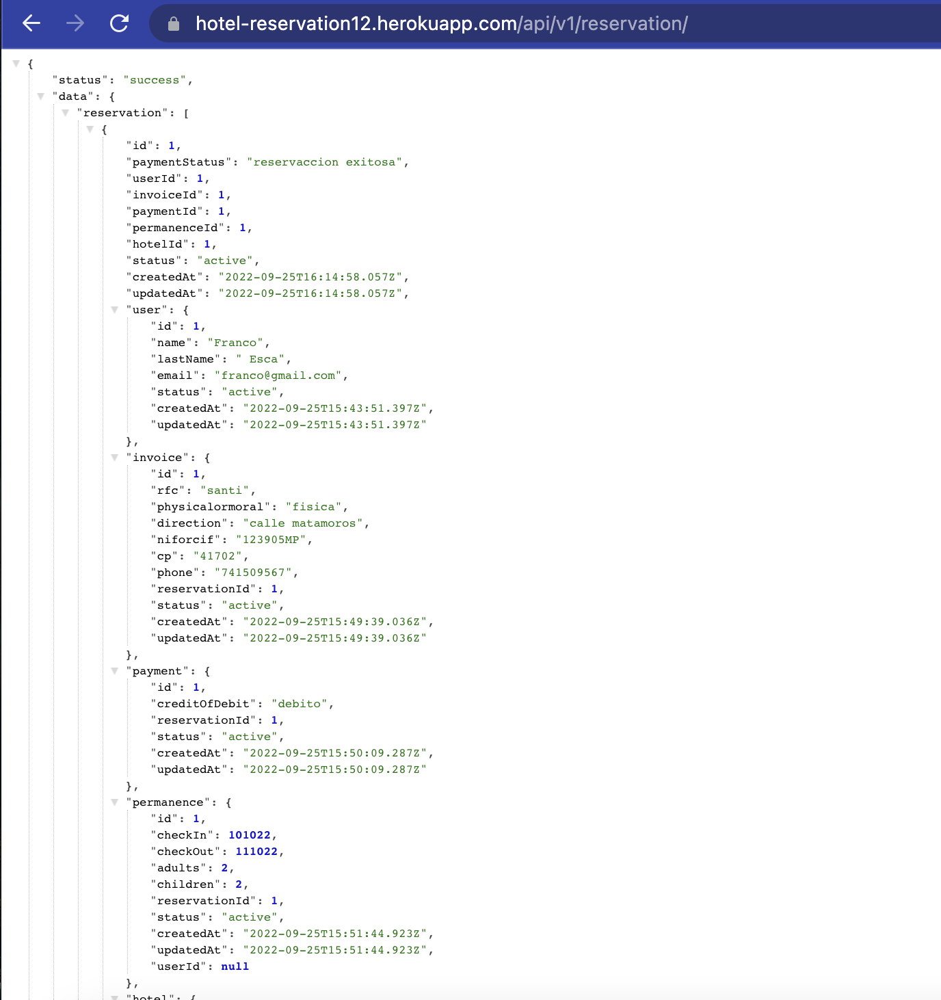 hotel-reservation12.herokuapp.com/api/v1/reservation/
{
"status": "success",
"data": {
"reservation": [
{
"id": 1,
"paymentStatus": "reservaccion exitosa",
"userId": 1,
"invoiceId": 1,
"paymentId": 1,
"permanenceId": 1,
"hotelId": 1,
"status": "active",
"createdAt": "2022-09-25T16:14:58.057Z",
"updatedAt": "2022-09-25T16:14:58.057Z",
"user": {
"id": 1,
"name": "Franco",
"lastName": " Esca",
"email": "franco@gmail.com",
"status": "active",
"createdAt": "2022-09-25T15:43:51.397Z",
"updatedAt": "2022-09-25T15:43:51.397Z"
},
"invoice": {
"id": 1,
"rfc": "santi",
"physicalormoral": "fisica",
"direction": "calle matamoros",
"niforcif": "123905MP",
"cp": "41702",
"phone": "741509567",
"reservationId": 1,
"status": "active",
"createdAt": "2022-09-25T15:49:39.036Z",
"updatedAt": "2022-09-25T15:49:39.036Z"
},
"payment": {
"id": 1,
"creditOfDebit": "debito",
"reservationId": 1,
"status": "active",
"createdAt": "2022-09-25T15:50:09.287Z",
"updatedAt": "2022-09-25T15:50:09.287Z"
},
"permanence": {
"id": 1,
"checkIn": 101022,
"checkOut": 111022,
"adults": 2,
"children": 2,
"reservationId": 1,
"status": "active",
"createdAt": "2022-09-25T15:51:44.923Z",
"updatedAt": "2022-09-25T15:51:44.923Z",
"userId": null
},
"hotel": {